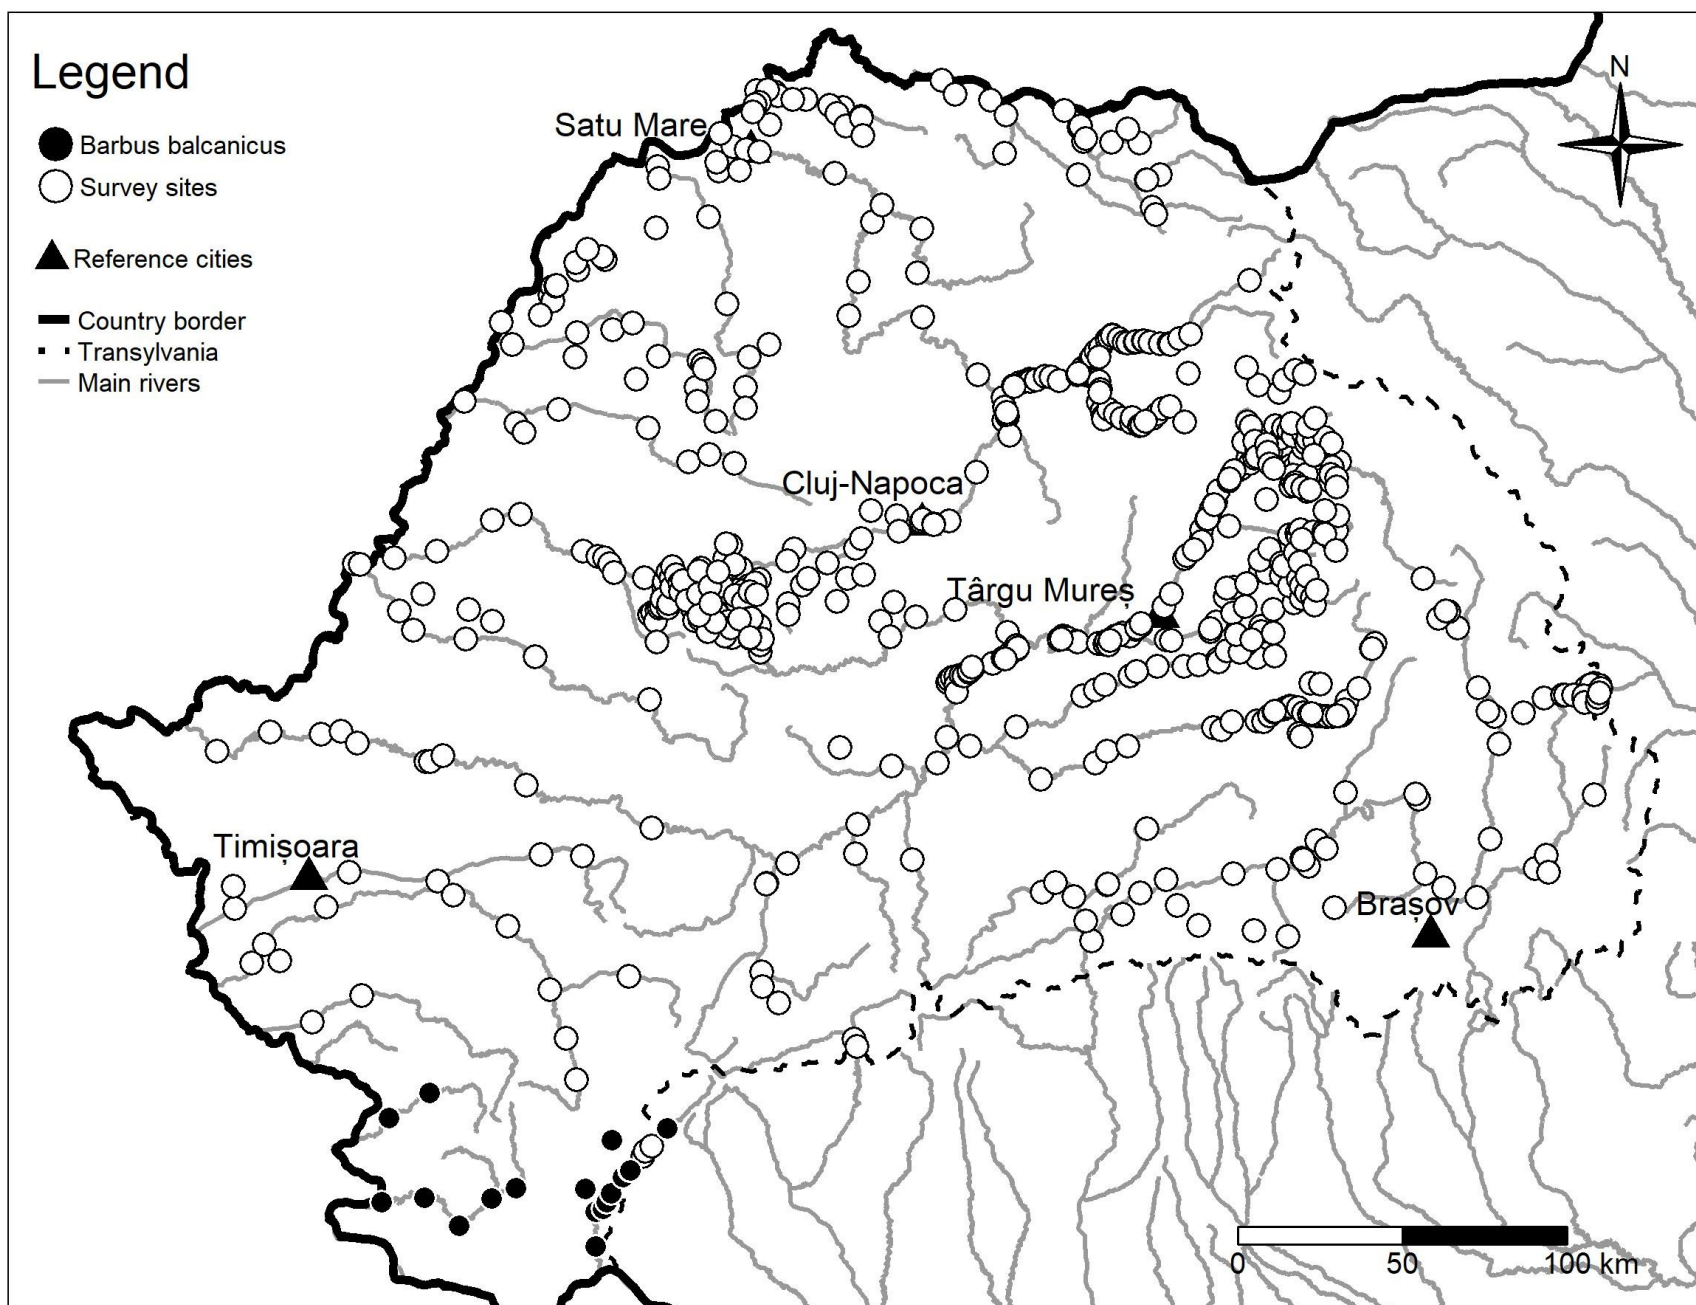 Legend
Barbus balcanicus
Survey sites
Reference cities
Country border
Transylvania
Main rivers
N
Satu Mare
Cluj-Napoca
Târgu Mureș
Timișoara
Brașov
0 50 100 km